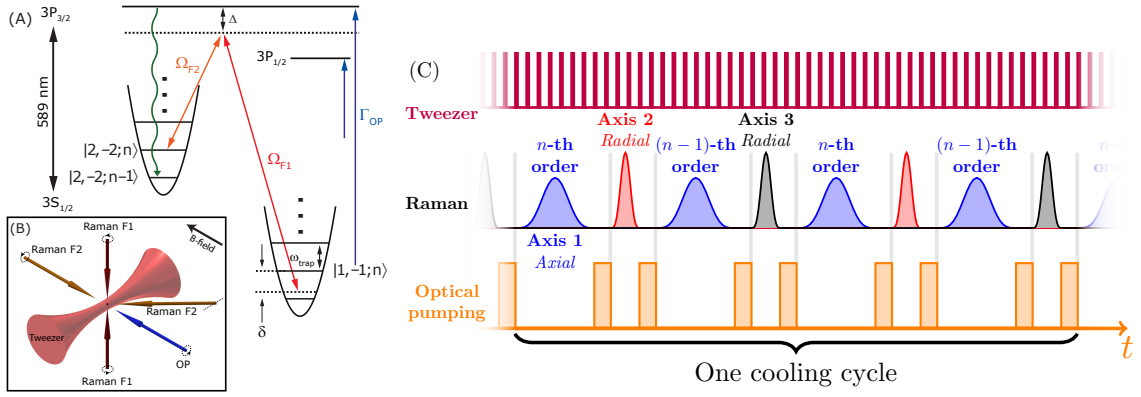 (A)
3P3/2
Δ
3P1/2
ΩF2
ΓOP
589 nm
ΩF1
|2,-2;n⟩
|2,-2;n-1⟩
3S1/2
ωtrap
|1,-1;n⟩
δ
(B)
Raman F1
B-field
Raman F2
Raman F2
Tweezer
OP
Raman F1
(C)
Tweezer
Axis 2
Radial
Axis 3
Radial
n-th
order
(n − 1)-th
order
n-th
order
(n − 1)-th
order
n-th
order
Raman
Axis 1
Axial
Optical
pumping
t
One cooling cycle